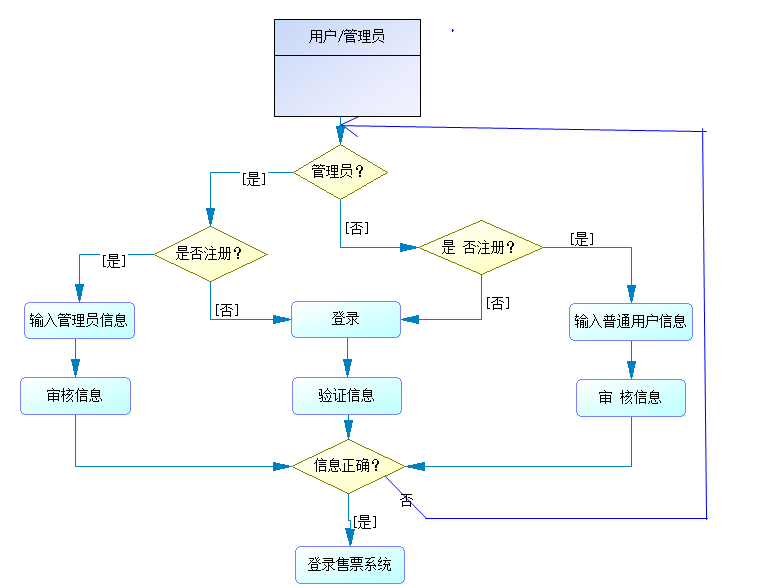 用户/管理员
管理员？
[是]
[否]
是否注册？
是 否注册？
[是]
[是]
[否]
[否]
输入管理员信息
登录
输入普通用户信息
审核信息
验证信息
审 核信息
信息正确？
否
[是]
登录售票系统